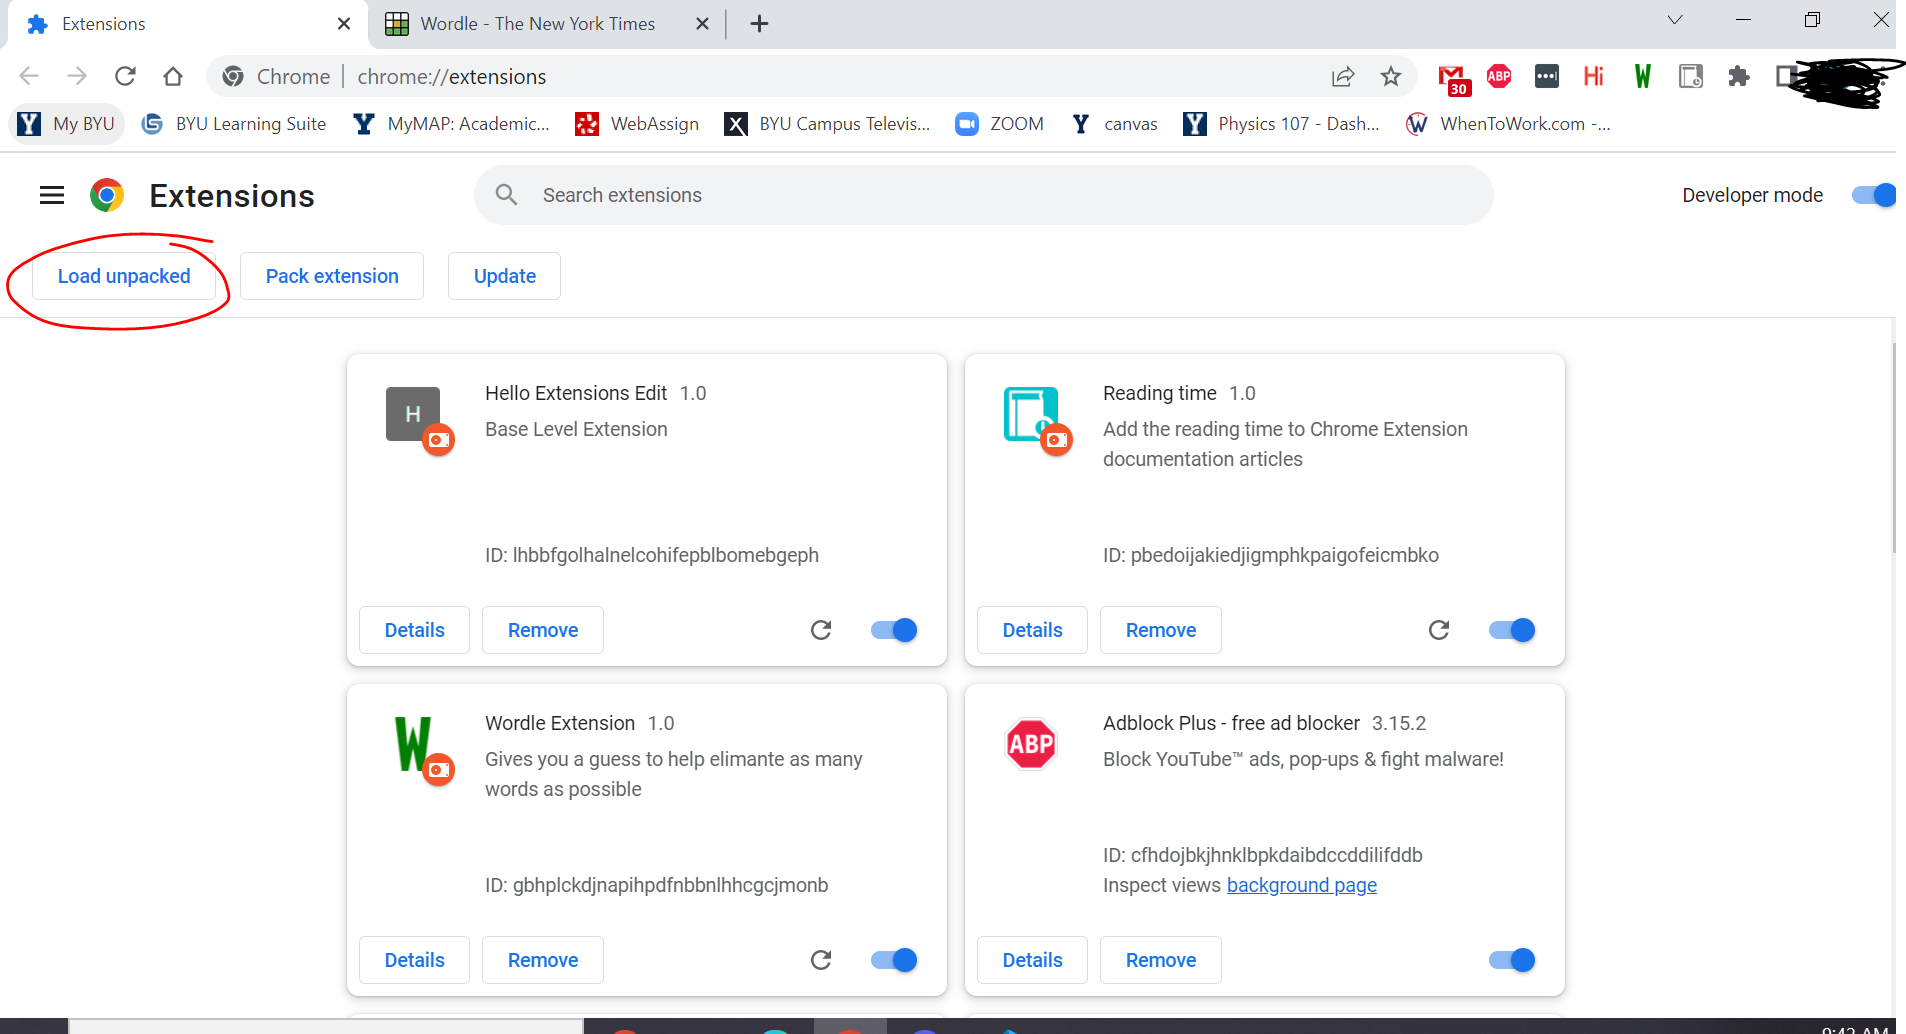 Extensions
Wordle - The New York Times
Chrome
chrome://extensions
30
ABP
Hi
W
My BYU
BYU Learning Suite
MyMAP: Academic...
WebAssign
BYU Campus Televis...
ZOOM
canvas
Physics 107 - Dash...
WhenToWork.com -...
Extensions
Search extensions
Developer mode
Load unpacked
Pack extension
Update
H
Hello Extensions Edit 1.0
Base Level Extension
ID: lhbbfgolhalnelcohifepblbomebgeph
Details
Remove
Reading time 1.0
Add the reading time to Chrome Extension
documentation articles
ID: pbedoijakiedjigmphkpaigofeicmbko
Details
Remove
W
Wordle Extension 1.0
Gives you a guess to help elimante as many
words as possible
ID: gbhplckdjnapihpdfnbbnlhhcgcjmonb
Details
Remove
ABP
Adblock Plus - free ad blocker 3.15.2
Block YouTube™ ads, pop-ups & fight malware!
ID: cfhdojbkjhnklbpkdaibdccddilifddb
Inspect views background page
Details
Remove
9:42 AM